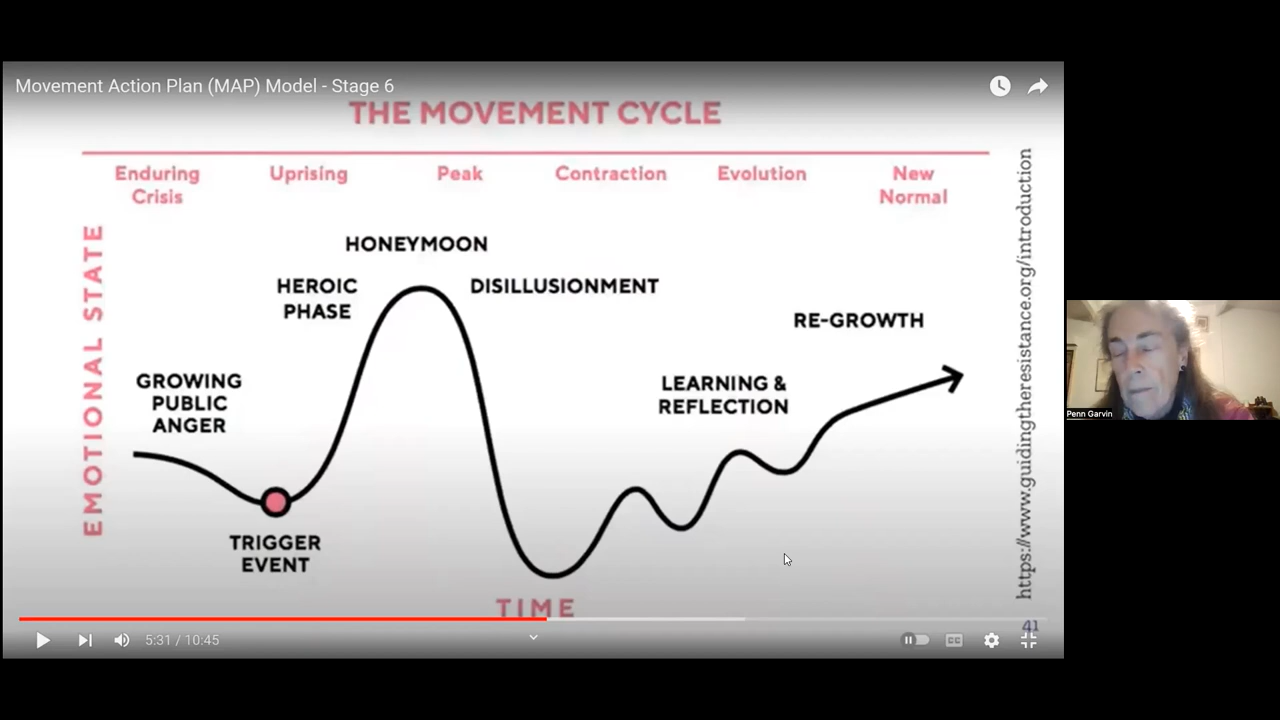 Movement Action Plan (MAP) Model - Stage 6
THE MOVEMENT CYCLE
Enduring
Crisis
Uprising
Peak
Contraction
Evolution
New
Normal
EMOTIONAL STATE
HONEYMOON
HEROIC
PHASE
DISILLUSIONMENT
RE-GROWTH
GROWING
PUBLIC
ANGER
LEARNING &
REFLECTION
TRIGGER
EVENT
TIME
https://www.guidingtheresistance.org/introduction
41
5:31 / 10:45
CC
Penn Garvin